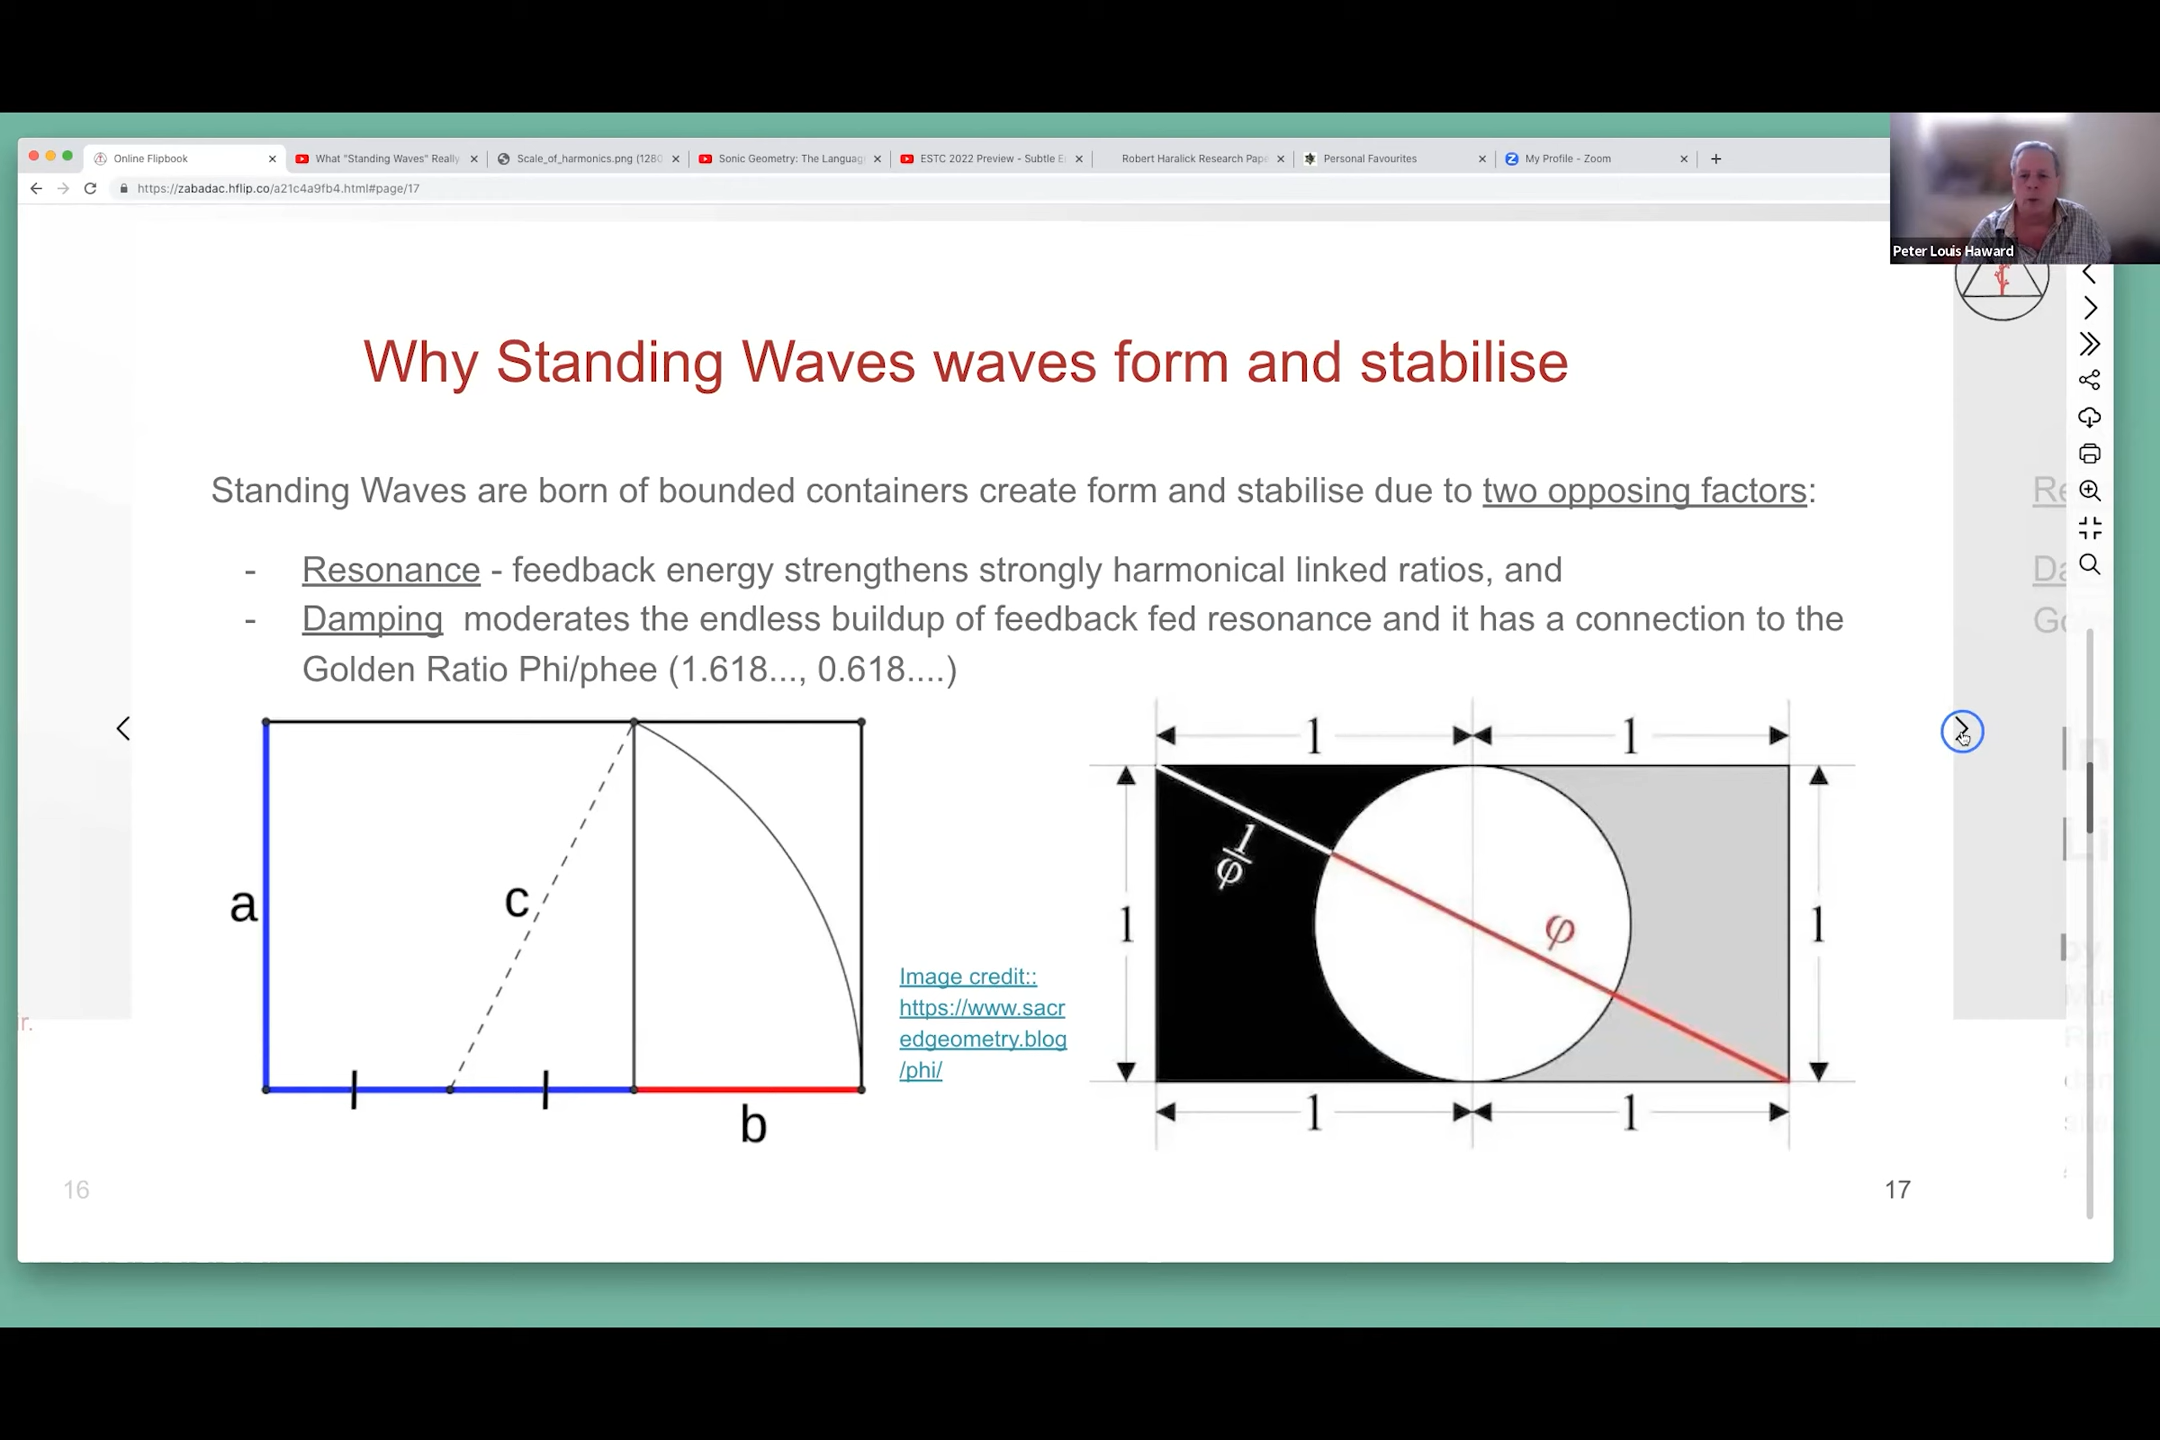 Online Flipbook
What "Standing Waves" Really
Scale_of_harmonics.png (1280
Sonic Geometry: The Languag
ESTC 2022 Preview - Subtle E
Robert Haralick Research Pap
Personal Favourites
My Profile - Zoom
https://zabadac.hflip.co/a21c4a9fb4.html#page/17
Peter Louis Haward
Why Standing Waves waves form and stabilise
Standing Waves are born of bounded containers create form and stabilise due to two opposing factors:
- Resonance - feedback energy strengthens strongly harmonical linked ratios, and
- Damping moderates the endless buildup of feedback fed resonance and it has a connection to the
Golden Ratio Phi/phee (1.618..., 0.618....)
a
c
b
Image credit::
https://www.sacr
edgeometry.blog
/phi/
1
1
1
1
1/φ
φ
1
1
r.
16
17